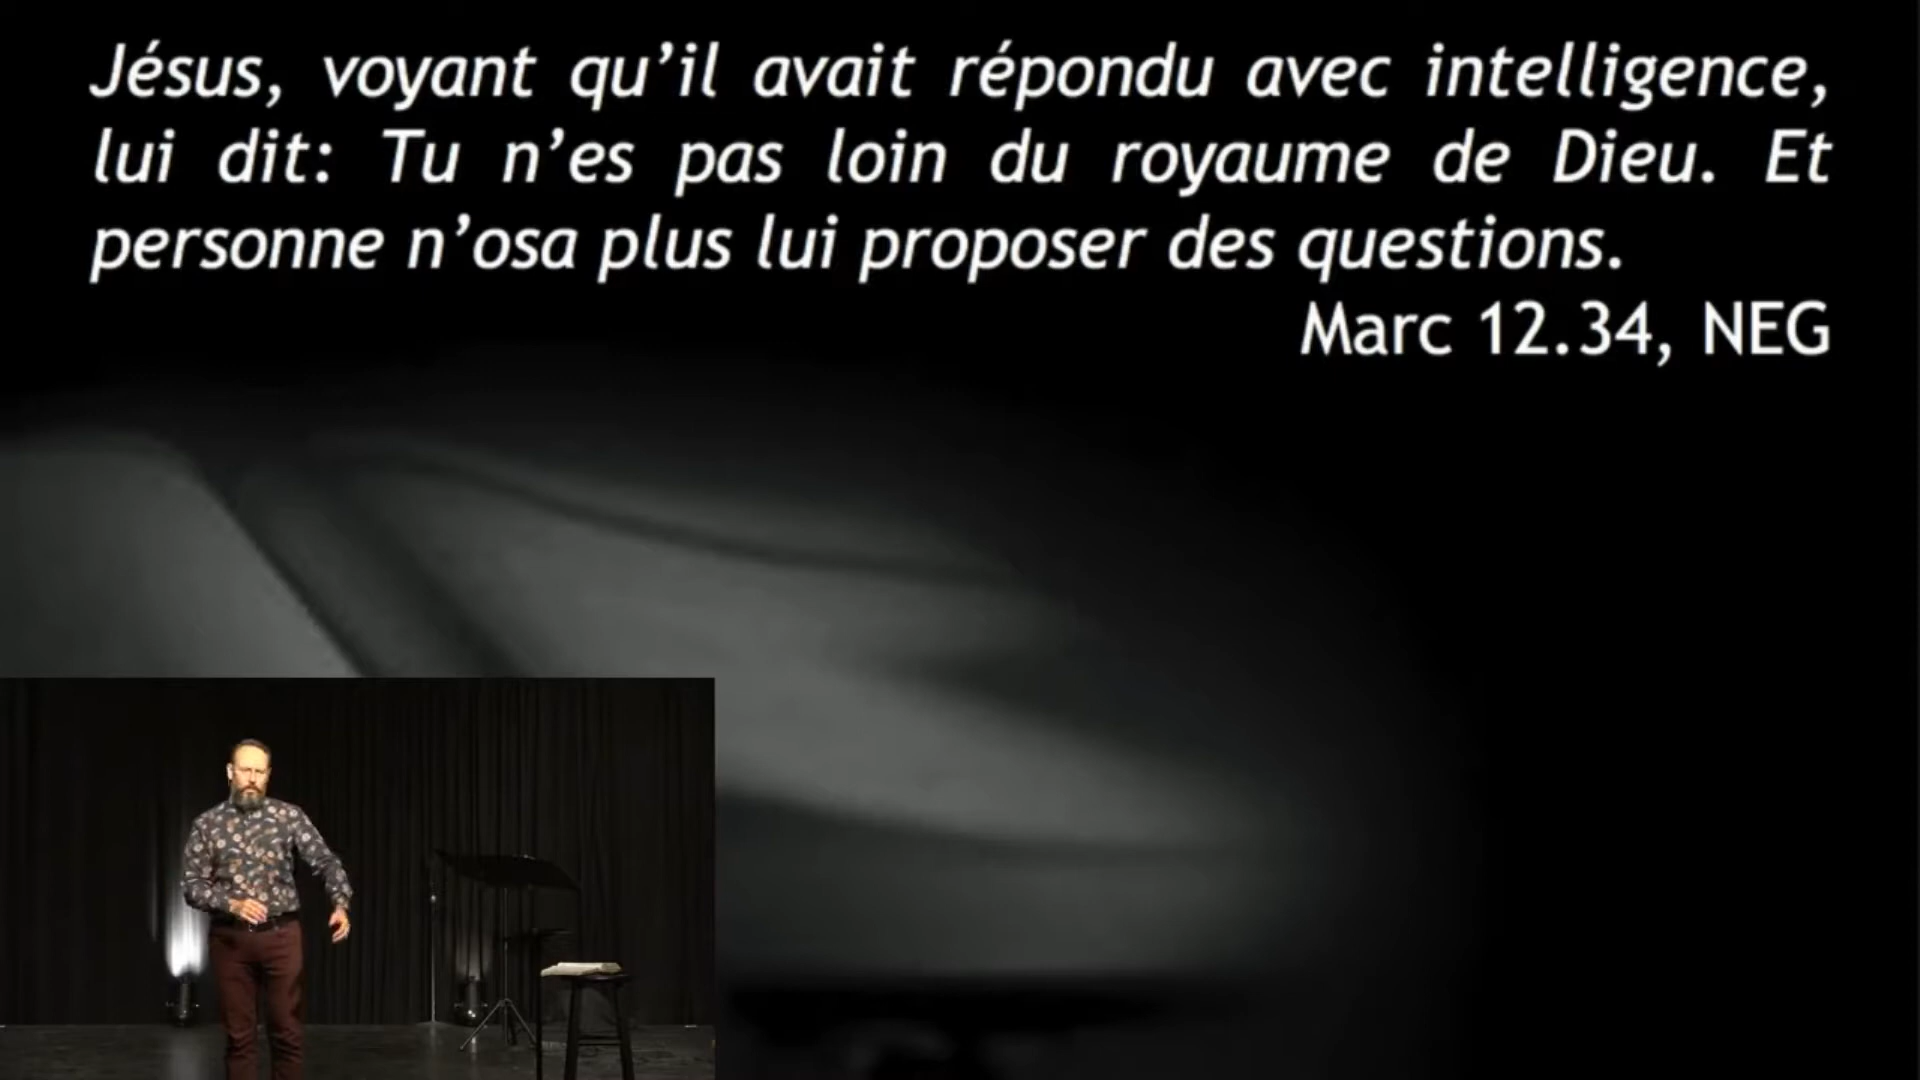 Jésus, voyant qu’il avait répondu avec intelligence,
lui dit: Tu n’es pas loin du royaume de Dieu. Et
personne n’osa plus lui proposer des questions.
Marc 12.34, NEG